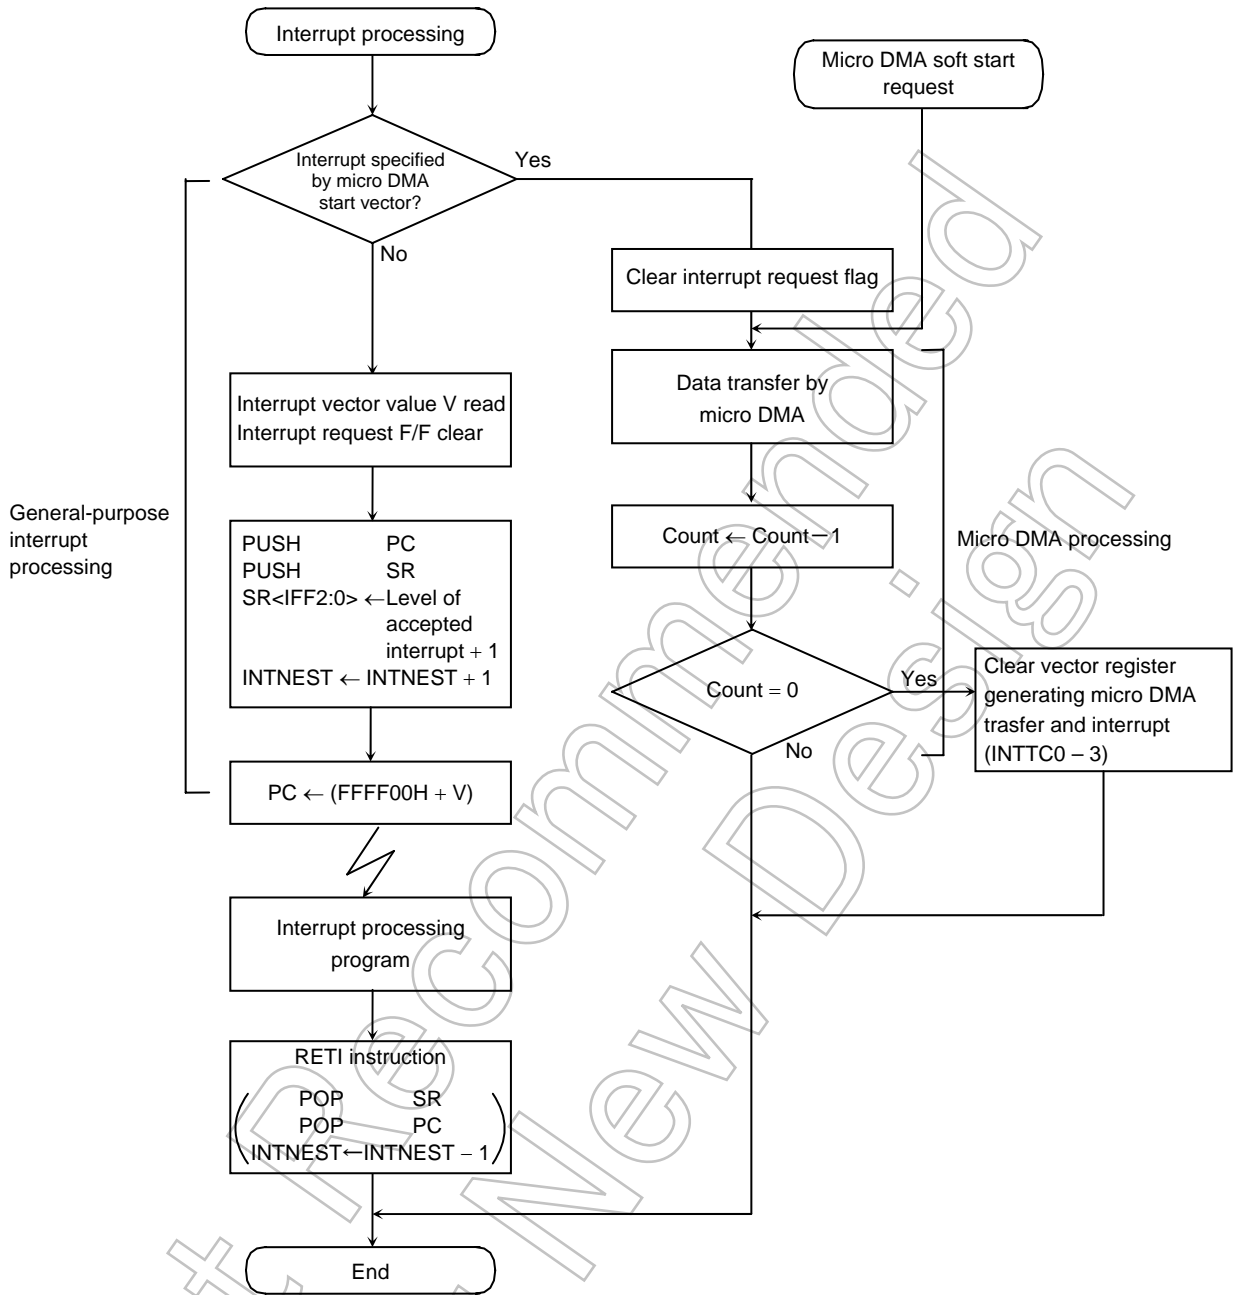 Interrupt processing
Micro DMA soft start
request
Interrupt specified
by micro DMA
start vector?
Yes
No
Clear interrupt request flag
Data transfer by
micro DMA
Interrupt vector value V read
Interrupt request F/F clear
General-purpose
interrupt
processing
Count ← Count−1
Micro DMA processing
PUSH PC
PUSH SR
SR<IFF2:0> ←Level of
accepted
interrupt + 1
INTNEST ← INTNEST + 1
Count = 0
Yes
No
Clear vector register
generating micro DMA
trasfer and interrupt
(INTTC0 – 3)
PC ← (FFFF00H + V)
Interrupt processing
program
RETI instruction
POP SR
POP PC
INTNEST←INTNEST − 1
End
Recommended
New Design